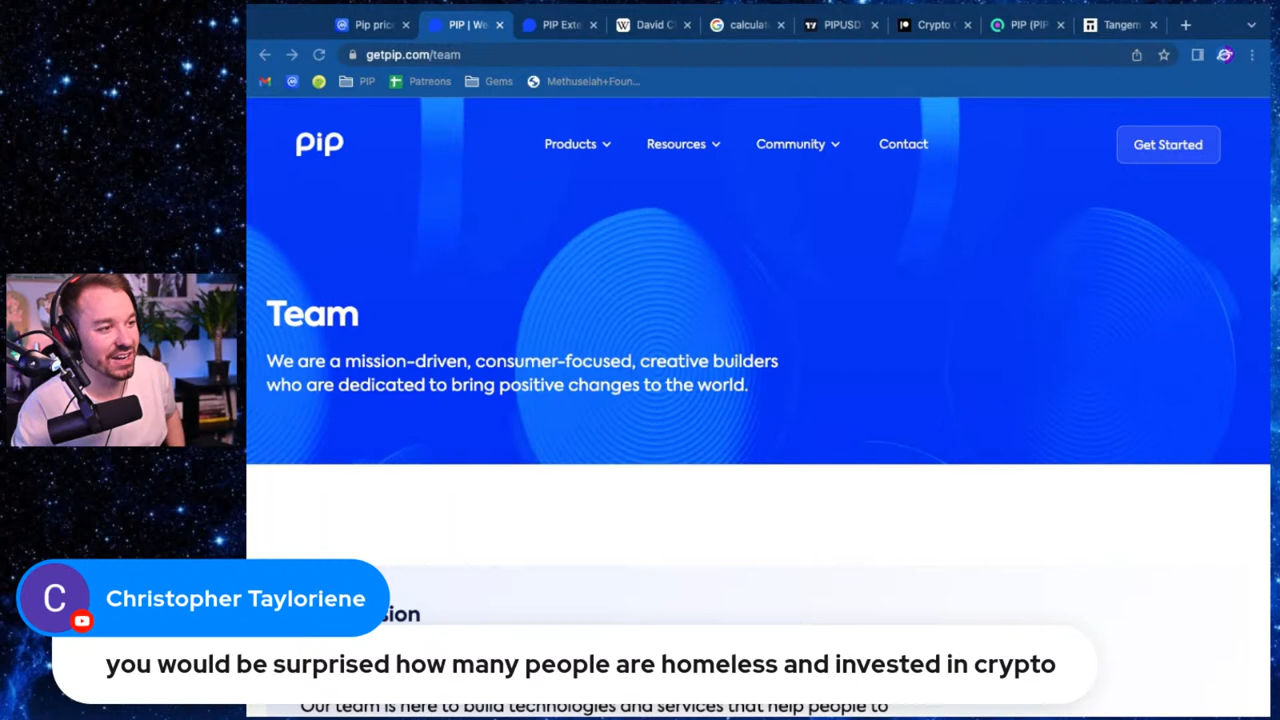 Pip price
PIP | We
PIP Exte
David C
calculat
PIPUSD
Crypto
PIP (PIP
Tangem
getpip.com/team
PIP
Patreons
Gems
Methuselah+Foun...
pip
Products
Resources
Community
Contact
Get Started
Team
We are a mission-driven, consumer-focused, creative builders
who are dedicated to bring positive changes to the world.
C
Christopher Tayloriene
sion
you would be surprised how many people are homeless and invested in crypto
Our team is here to build technologies and services that help people to